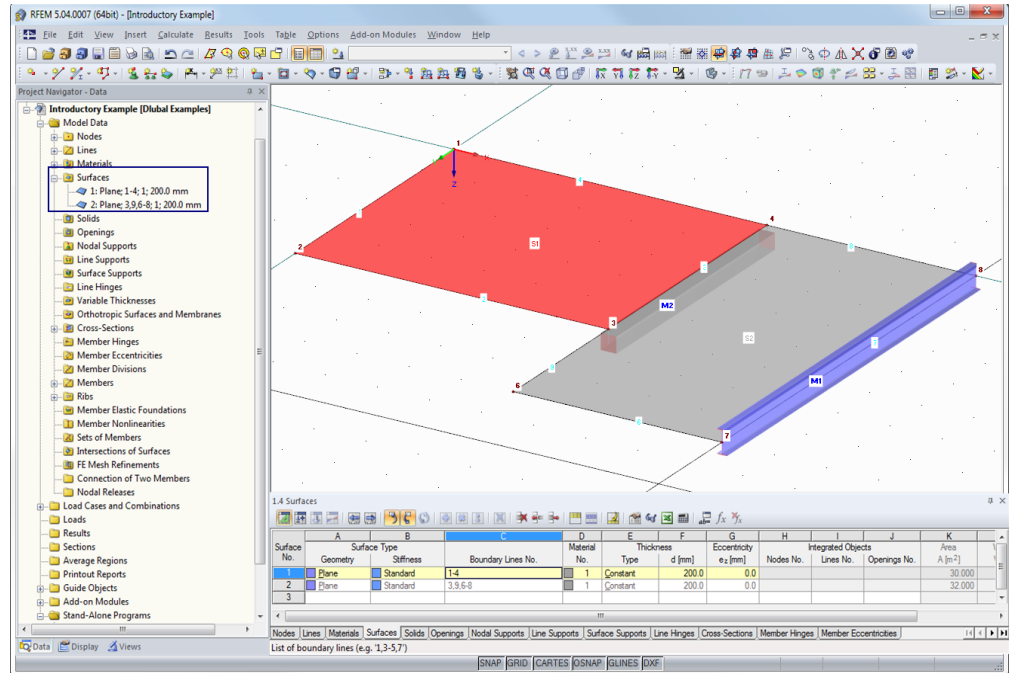 RFEM 5.04.0007 (64bit) - [Introductory Example]
File Edit View Insert Calculate Results Tools Table Options Add-on Modules Window Help
Project Navigator - Data
Introductory Example [Dlubal Examples]
Model Data
Nodes
Lines
Materials
Surfaces
1: Plane; 1-4; 1; 200.0 mm
2: Plane; 3,9,6-8; 1; 200.0 mm
Solids
Openings
Nodal Supports
Line Supports
Surface Supports
Line Hinges
Variable Thicknesses
Orthotropic Surfaces and Membranes
Cross-Sections
Member Hinges
Member Eccentricities
Member Divisions
Members
Ribs
Member Elastic Foundations
Member Nonlinearities
Sets of Members
Intersections of Surfaces
FE Mesh Refinements
Connection of Two Members
Nodal Releases
Load Cases and Combinations
Loads
Results
Sections
Average Regions
Printout Reports
Guide Objects
Add-on Modules
Stand-Alone Programs
Data Display Views
1
Z
4
2
S1
4
8
3
M2
S2
7
6
M1
7
1.4 Surfaces
A B C D E F G H I J K
Surface Surface Type Material Thickness Eccentricity Integrated Objects Area
No. Geometry Stiffness Boundary Lines No. No. Type d [mm] ez [mm] Nodes No. Lines No. Openings No. A [m2]
1 Plane Standard 1-4 1 Constant 200.0 0.0 30.000
2 Plane Standard 3,9,6-8 1 Constant 200.0 0.0 32.000
3
Nodes Lines Materials Surfaces Solids Openings Nodal Supports Line Supports Surface Supports Line Hinges Cross-Sections Member Hinges Member Eccentricities
List of boundary lines (e.g. '1,3-5,7')
SNAP GRID CARTES OSNAP GLINES DXF